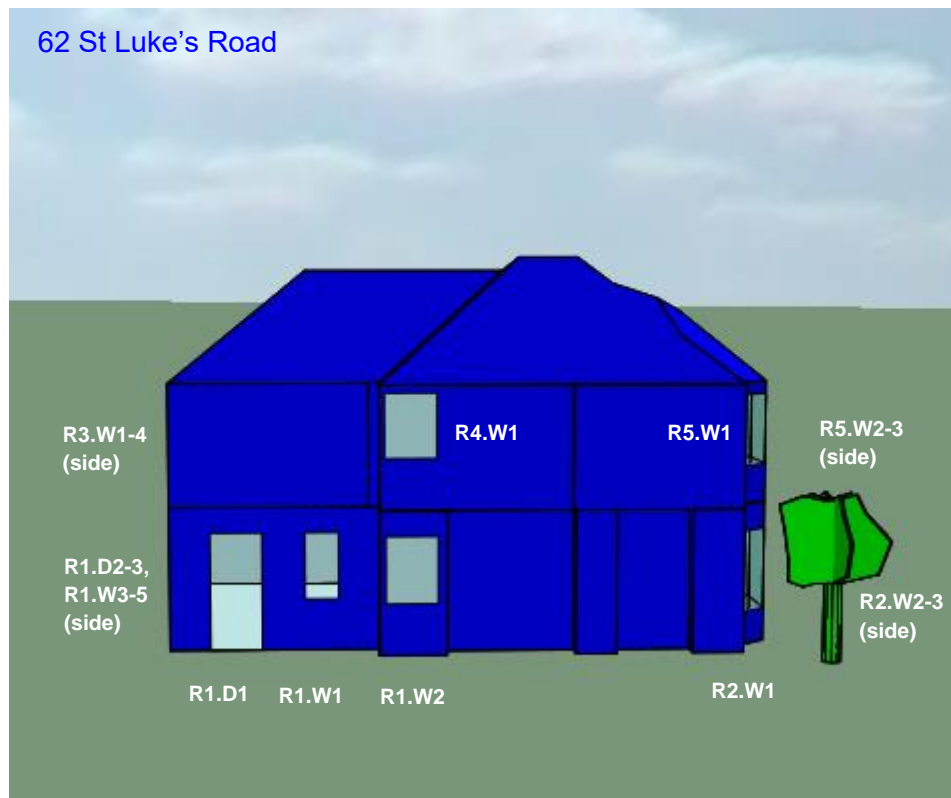 62 St Luke’s Road
R4.W1
R5.W1
R3.W1-4
(side)
R5.W2-3
(side)
R1.D2-3,
R1.W3-5
(side)
R2.W2-3
(side)
R1.D1
R1.W1
R1.W2
R2.W1